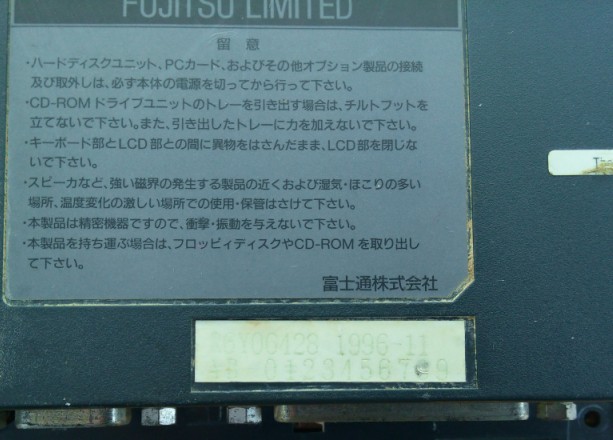 FUJITSU LIMITED
留意
・ハードディスクユニット、PCカード、およびその他オプション製品の接続
及び取外しは、必ず本体の電源を切ってから行って下さい。
・CD-ROMドライブユニットのトレーを引き出す場合は、チルトフットを
立てないで下さい。また、引き出したトレーに力を加えないで下さい。
・キーボード部とLCD部との間に異物をはさんだまま、LCD部を閉じな
いで下さい。
・スピーカなど、強い磁界の発生する製品の近くおよび湿気・ほこりの多い
場所、温度変化の激しい場所での使用・保管はさけて下さい。
・本製品は精密機器ですので、衝撃・振動を与えないで下さい。
・本製品を持ち運ぶ場合は、フロッピィディスクやCD-ROMを取り出し
て下さい。
富士通株式会社
1996-11